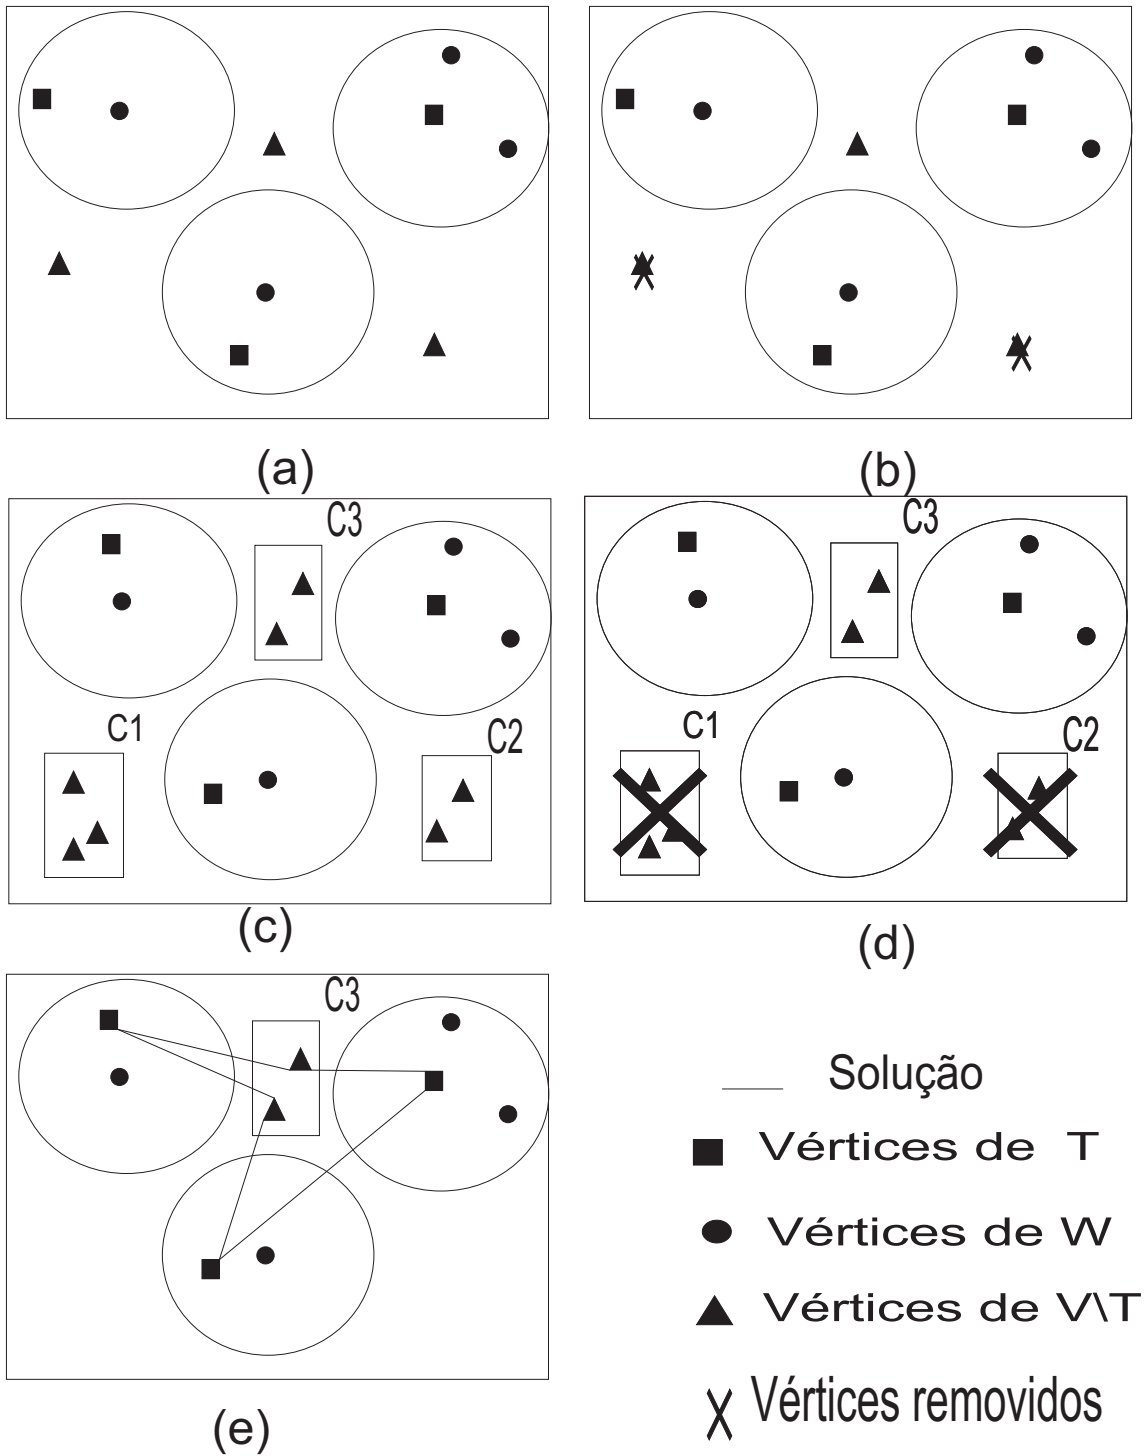 (a)
(b)
C3
C1
C2
(c)
C3
C1
C2
(d)
C3
(e)
Solução
Vértices de T
Vértices de W
Vértices de V\T
Vértices removidos